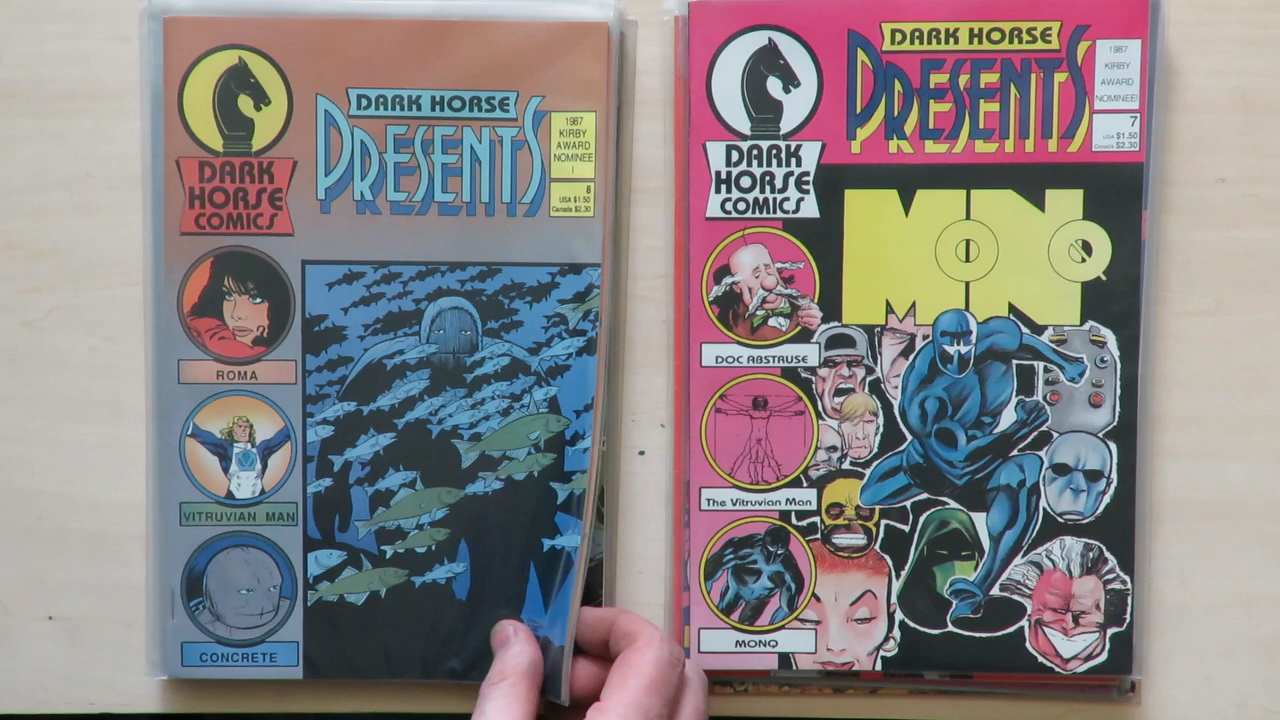 DARK
HORSE
COMICS
DARK HORSE
PRESENTS
1987
KIRBY
AWARD
NOMINEE
!
8
USA $1.50
Canada $2.30
ROMA
VITRUVIAN MAN
CONCRETE
DARK
HORSE
COMICS
DARK HORSE
PRESENTS
1987
KIRBY
AWARD
NOMINEE!
7
USA $1.50
Canada $2.30
MON
MINQ
DOC ABSTRUSE
The Vitruvian Man
MONQ